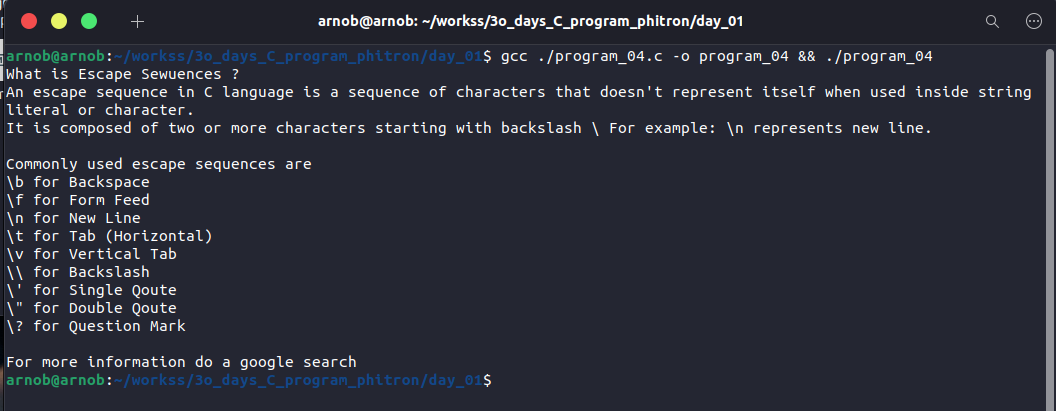 arnob@arnob: ~/workss/3o_days_C_program_phitron/day_01
arnob@arnob:~/workss/3o_days_C_program_phitron/day_01$ gcc ./program_04.c -o program_04 && ./program_04
What is Escape Sewuences ?
An escape sequence in C language is a sequence of characters that doesn't represent itself when used inside string
literal or character.
It is composed of two or more characters starting with backslash \ For example: \n represents new line.
Commonly used escape sequences are
\b for Backspace
\f for Form Feed
\n for New Line
\t for Tab (Horizontal)
\v for Vertical Tab
\\ for Backslash
\' for Single Qoute
\" for Double Qoute
\? for Question Mark
For more information do a google search
arnob@arnob:~/workss/3o_days_C_program_phitron/day_01$